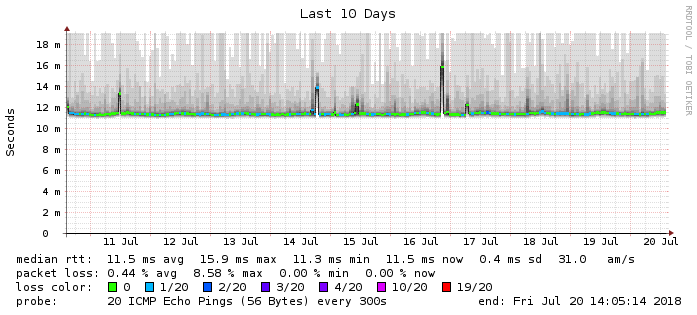 Last 10 Days
RRDTOOL / TOBI OETIKER
Seconds
18 m
16 m
14 m
12 m
10 m
8 m
6 m
4 m
2 m
0
11 Jul 12 Jul 13 Jul 14 Jul 15 Jul 16 Jul 17 Jul 18 Jul 19 Jul 20 Jul
median rtt: 11.5 ms avg 15.9 ms max 11.3 ms min 11.5 ms now 0.4 ms sd 31.0 am/s
packet loss: 0.44 % avg 8.58 % max 0.00 % min 0.00 % now
loss color: 0 1/20 2/20 3/20 4/20 10/20 19/20
probe: 20 ICMP Echo Pings (56 Bytes) every 300s end: Fri Jul 20 14:05:14 2018